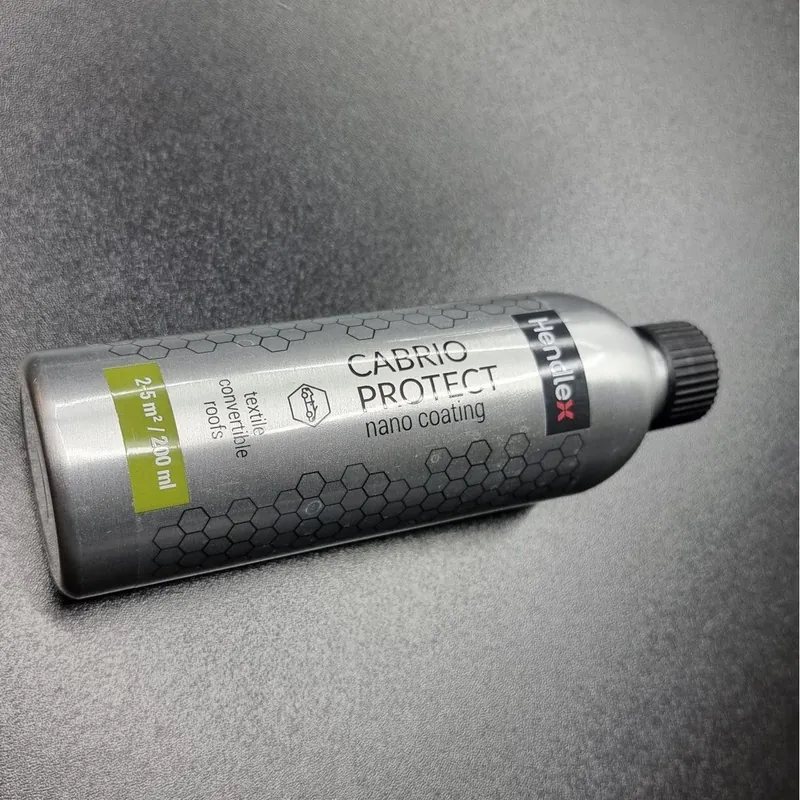 Hendlex
CABRIO
PROTECT
nano coating
textile
convertible
roofs
2-5 m² / 200 ml